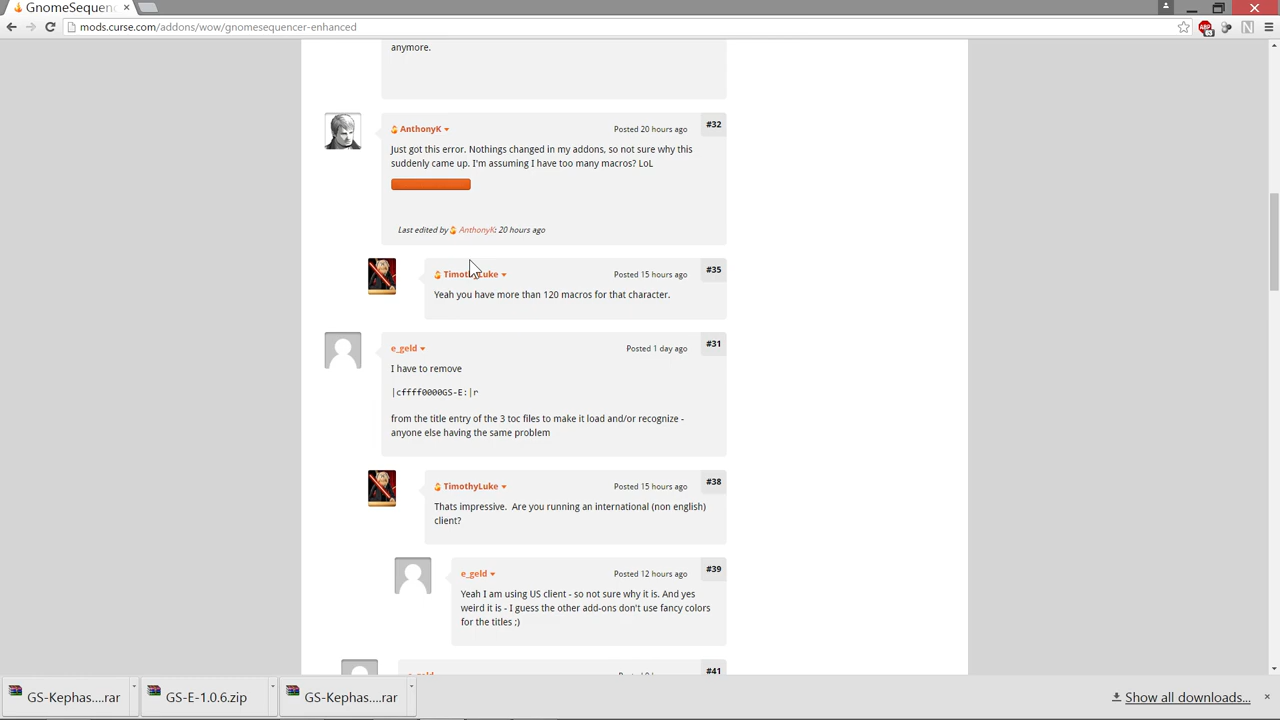 GnomeSequen
mods.curse.com/addons/wow/gnomesequencer-enhanced
anymore.
AnthonyK
Posted 20 hours ago
#32
Just got this error. Nothings changed in my addons, so not sure why this
suddenly came up. I'm assuming I have too many macros? LoL
Last edited by AnthonyK: 20 hours ago
TimothyLuke
Posted 15 hours ago
#35
Yeah you have more than 120 macros for that character.
e_geld
Posted 1 day ago
#31
I have to remove
|cffff0000GS-E:|r
from the title entry of the 3 toc files to make it load and/or recognize -
anyone else having the same problem
TimothyLuke
Posted 15 hours ago
#38
Thats impressive. Are you running an international (non english)
client?
e_geld
Posted 12 hours ago
#39
Yeah I am using US client - so not sure why it is. And yes
weird it is - I guess the other add-ons don't use fancy colors
for the titles ;)
#41
GS-Kephas....rar
GS-E-1.0.6.zip
GS-Kephas....rar
Show all downloads...